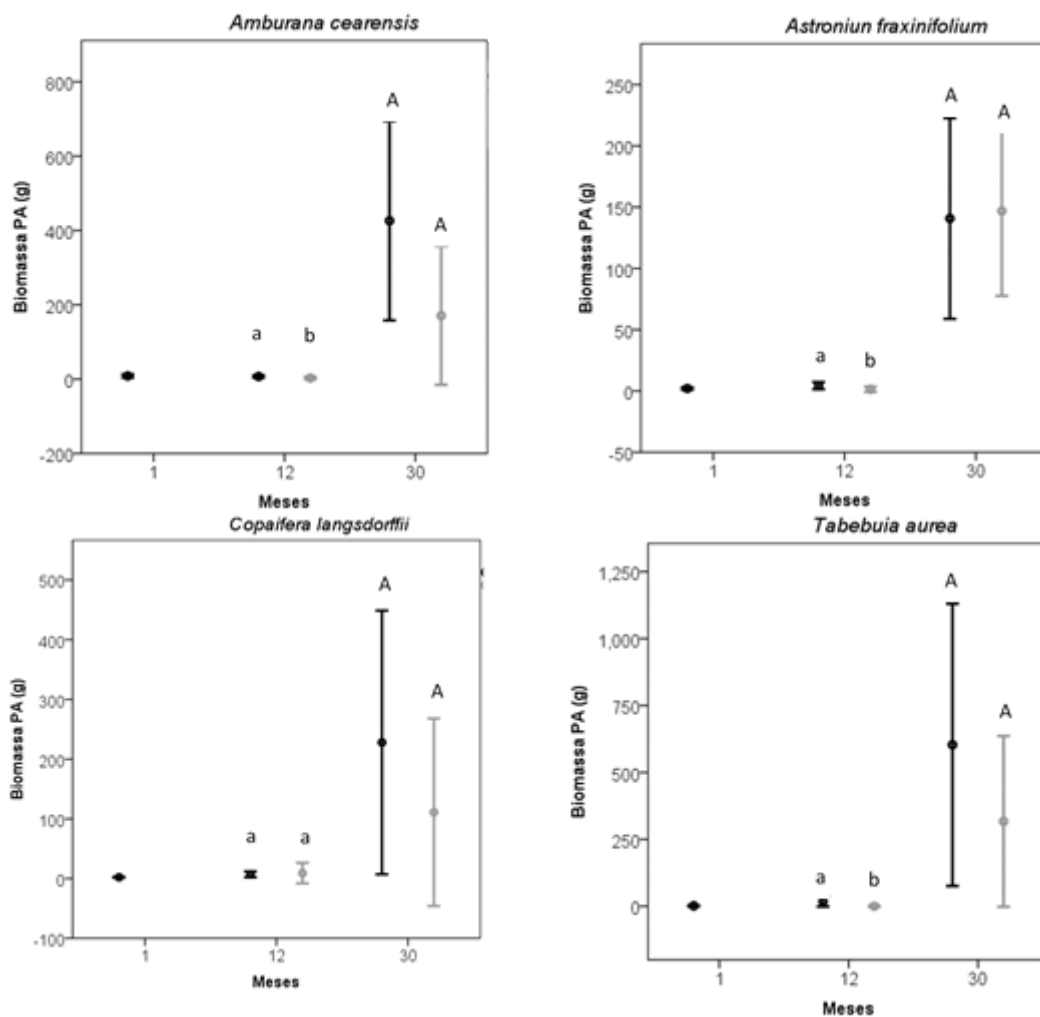 Amburana cearensis
800
600
400
200
0
-200
Biomassa PA (g)
A
A
a
b
1
12
30
Meses
Astroniun fraxinifolium
250
200
150
100
50
0
-50
Biomassa PA (g)
A
A
a
b
1
12
30
Meses
Copaifera langsdorffii
500
400
300
200
100
0
-100
Biomassa PA (g)
A
A
a
a
1
12
30
Meses
Tabebuia aurea
1,250
1,000
750
500
250
0
Biomassa PA (g)
A
A
a
b
1
12
30
Meses